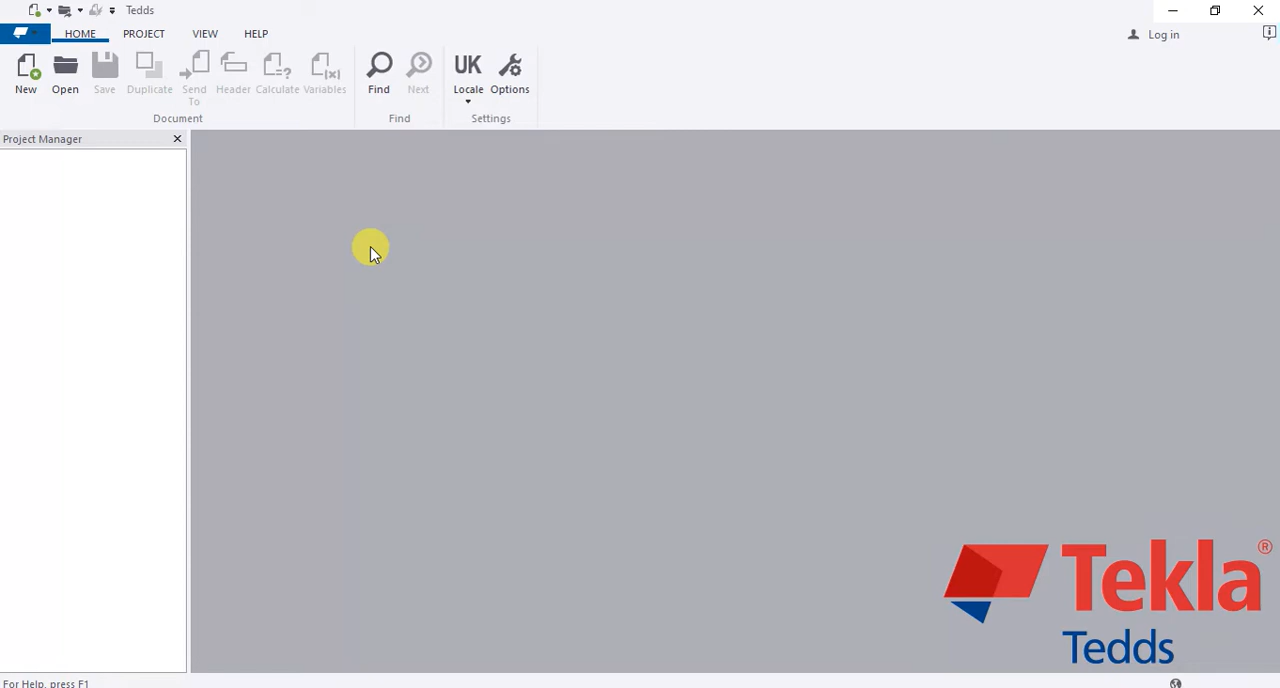 Tedds
HOME PROJECT VIEW HELP
Log in
New Open Save Duplicate Send To Header Calculate Variables
Find Next
UK
Locale Options
Document Find Settings
Project Manager
Tekla®
Tedds
For Help, press F1